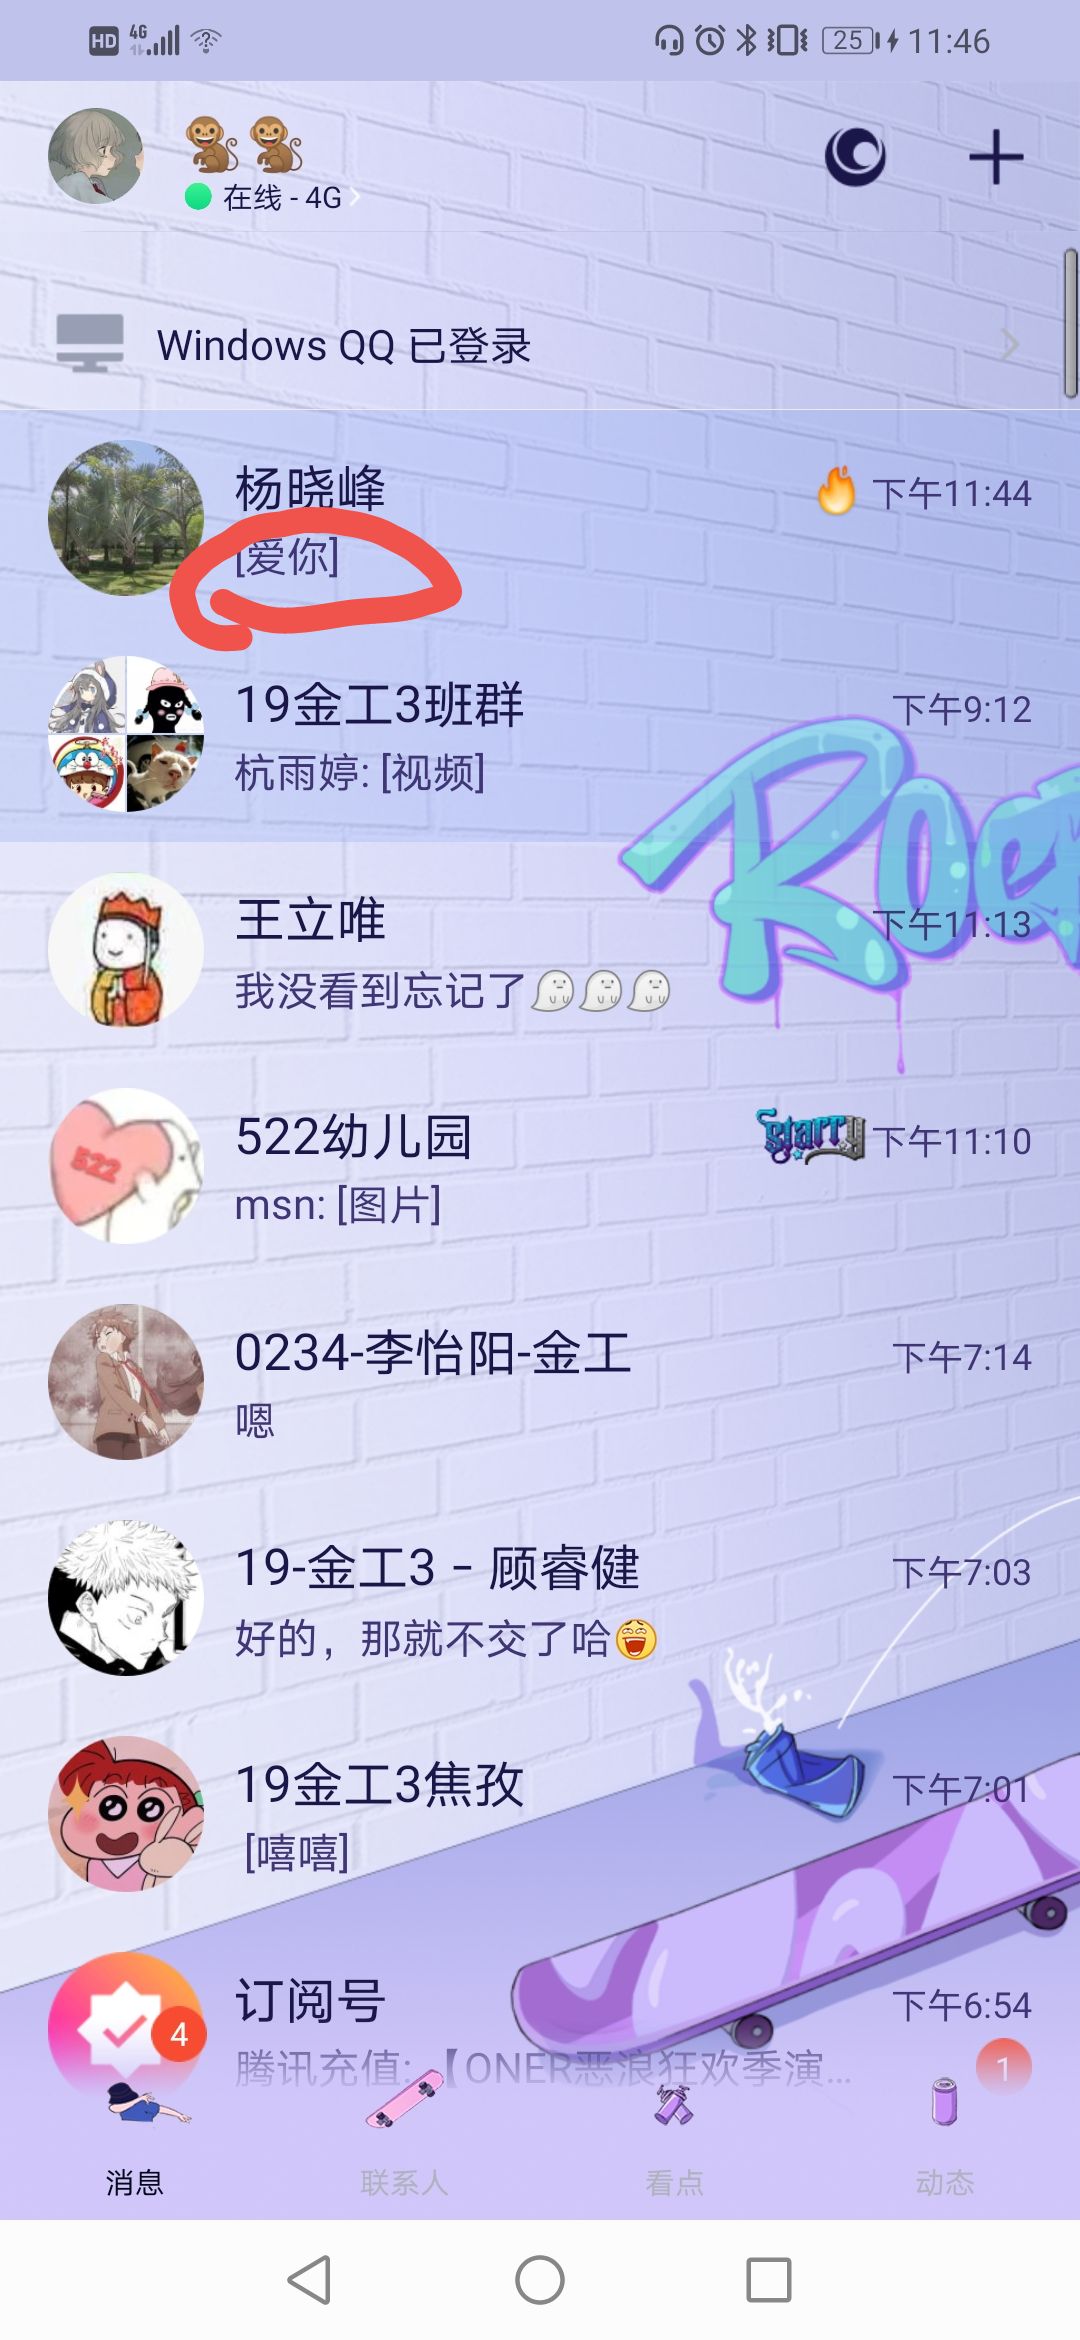 HD 4G 25 11:46
🐒🐒
在线 - 4G
Windows QQ 已登录
杨晓峰 下午11:44
[爱你]
19金工3班群 下午9:12
杭雨婷: [视频]
王立唯 下午11:13
我没看到忘记了
522
522幼儿园 starry 下午11:10
msn: [图片]
0234-李怡阳-金工 下午7:14
嗯
19-金工3 - 顾睿健 下午7:03
好的，那就不交了哈
19金工3焦孜 下午7:01
[嘻嘻]
订阅号 下午6:54
4
腾讯充值:【ONER恶浪狂欢季演...
1
消息 联系人 看点 动态